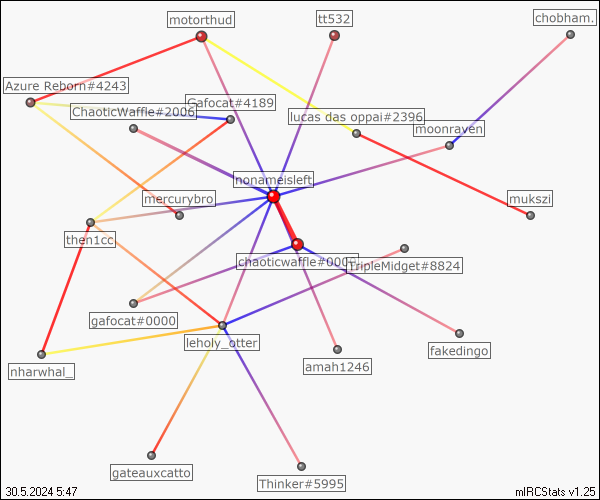 motorthud
tt532
chobham.
Azure Reborn#4243
ChaoticWaffle#2006
Gafocat#4189
lucas das oppai#2396
moonraven
nonameisleft
mercurybro
mukszi
then1cc
chaoticwaffle#000
TripleMidget#8824
gafocat#0000
leholy_otter
fakedingo
nharwhal_
amah1246
gateauxcatto
Thinker#5995
30.5.2024 5:47
mIRCStats v1.25